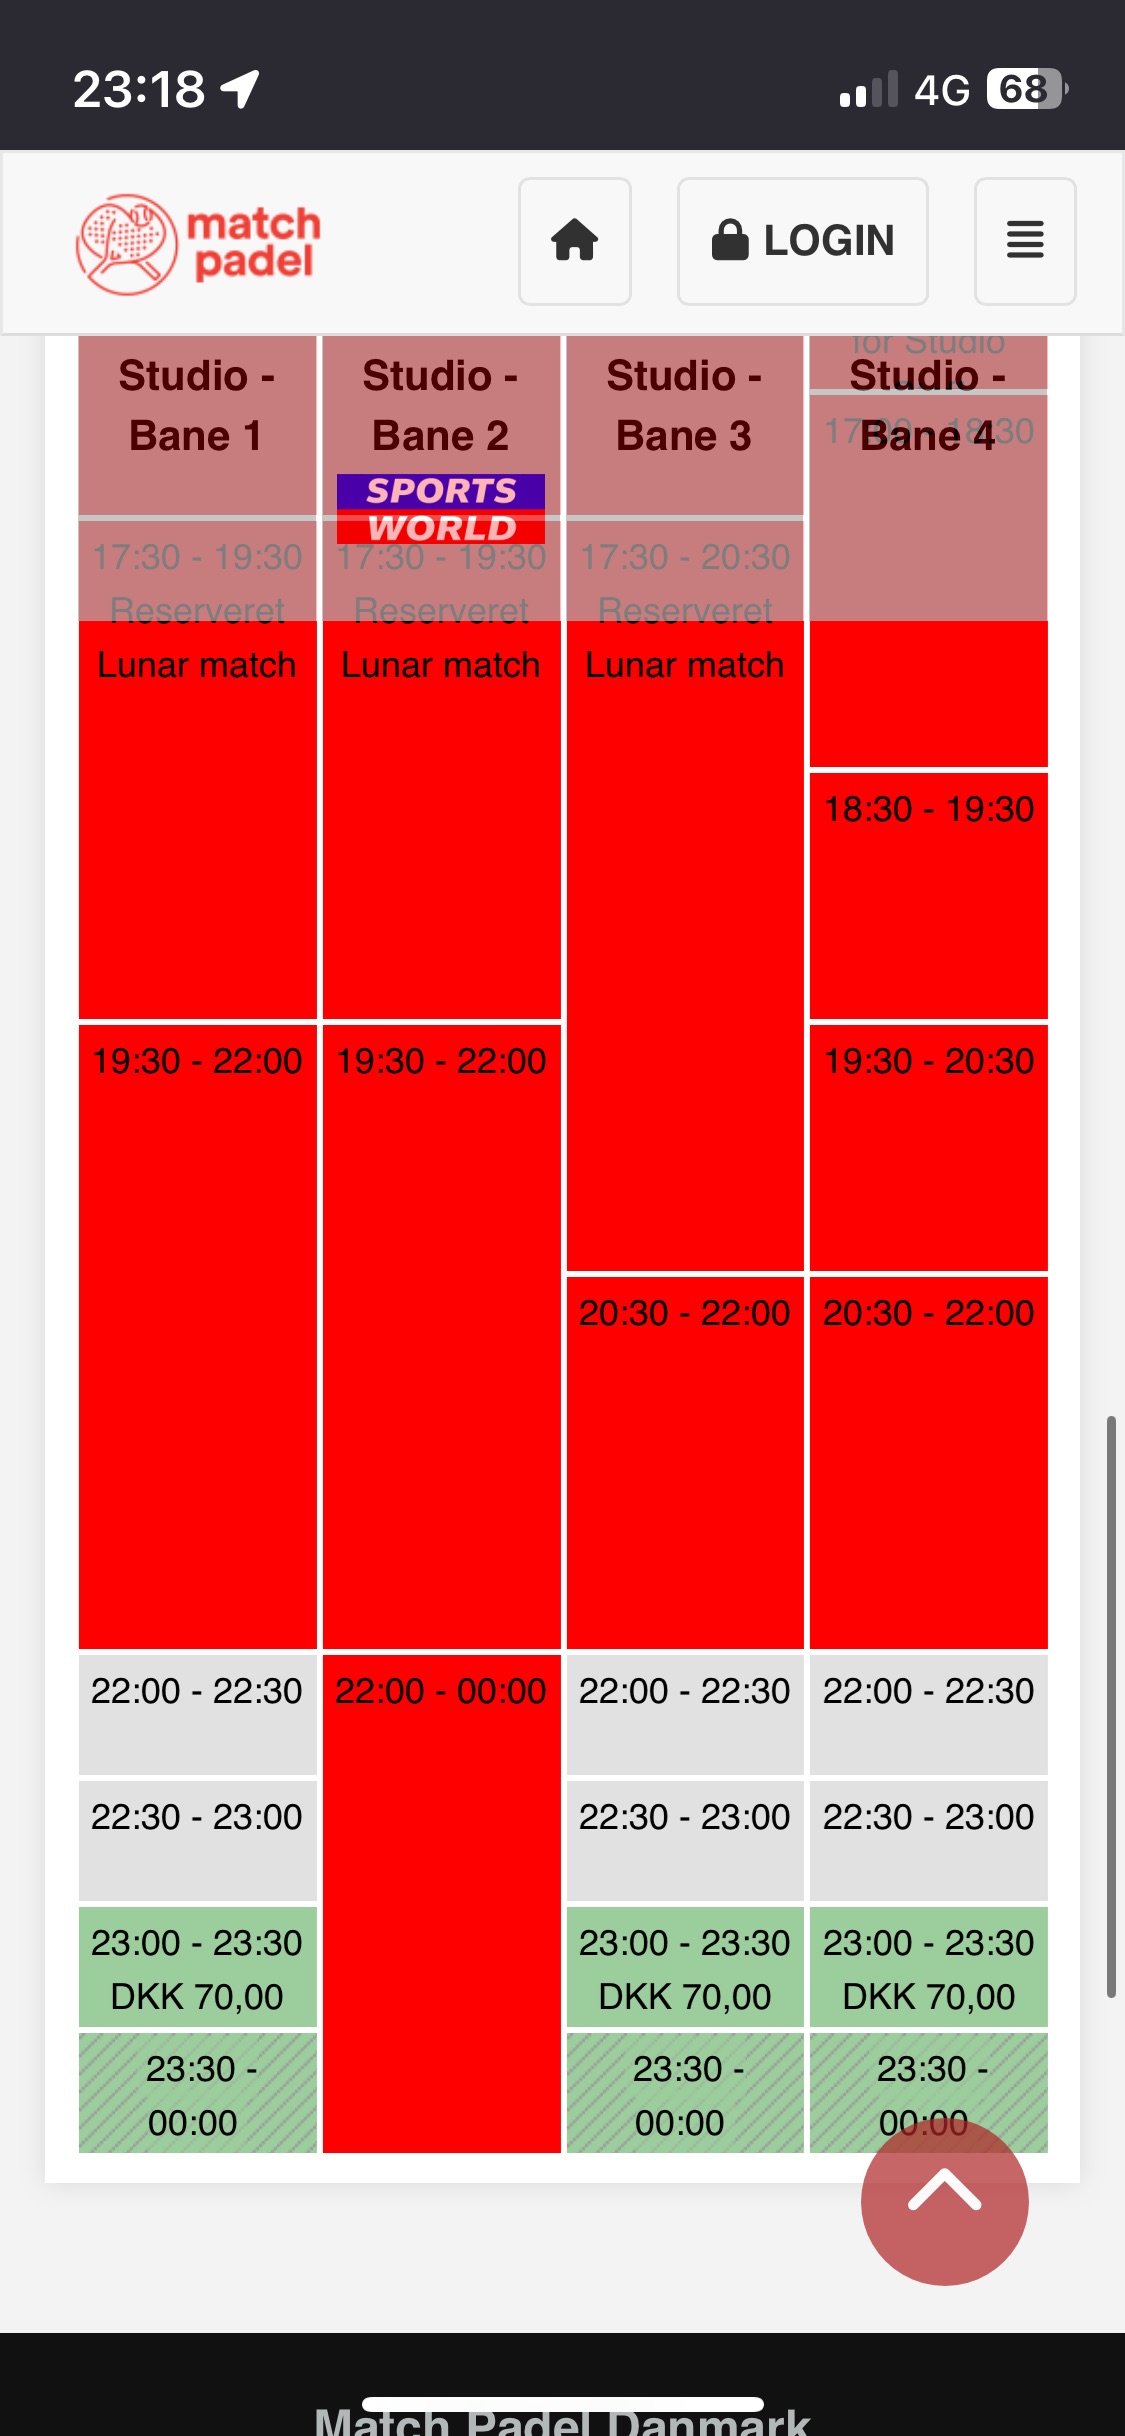 23:18
4G
68
match
padel
LOGIN
for Studio
Studio -
Bane 1
Studio -
Bane 2
Studio -
Bane 3
Studio -
Bane 4
SPORTS
WORLD
17:00 - 18:30
17:30 - 19:30
Reserveret
Lunar match
17:30 - 19:30
Reserveret
Lunar match
17:30 - 20:30
Reserveret
Lunar match
18:30 - 19:30
19:30 - 22:00
19:30 - 22:00
19:30 - 20:30
20:30 - 22:00
20:30 - 22:00
22:00 - 22:30
22:00 - 00:00
22:00 - 22:30
22:00 - 22:30
22:30 - 23:00
22:30 - 23:00
22:30 - 23:00
23:00 - 23:30
DKK 70,00
23:00 - 23:30
DKK 70,00
23:00 - 23:30
DKK 70,00
23:30 -
00:00
23:30 -
00:00
23:30 -
00:00
Match Padel Danmark